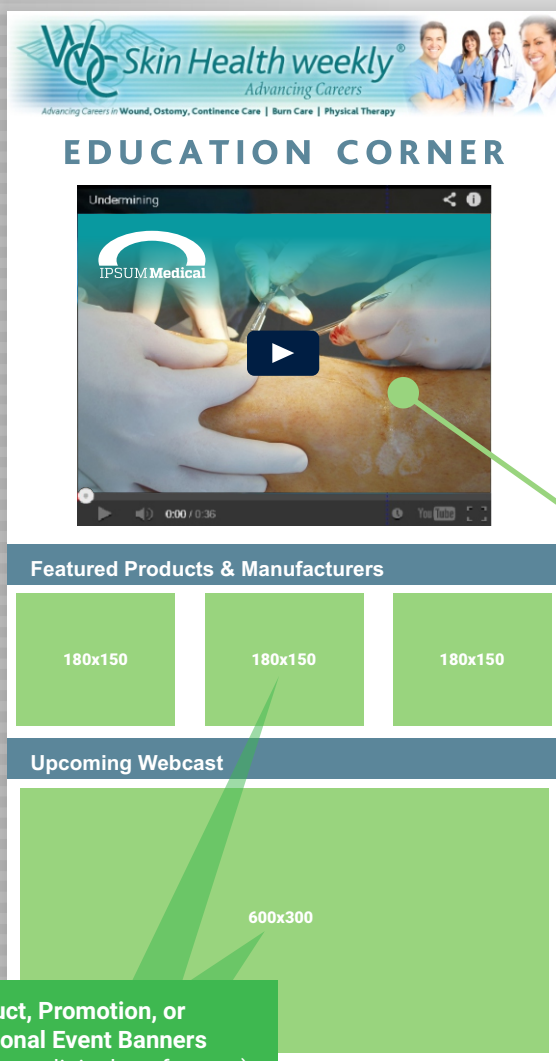 WOC Skin Health weekly®
Advancing Careers
Advancing Careers in Wound, Ostomy, Continence Care | Burn Care | Physical Therapy
EDUCATION CORNER
Undermining
IPSUM Medical
0:00 / 0:36
YouTube
Featured Products & Manufacturers
180x150 180x150 180x150
Upcoming Webcast
600x300
uct, Promotion, or
onal Event Banners